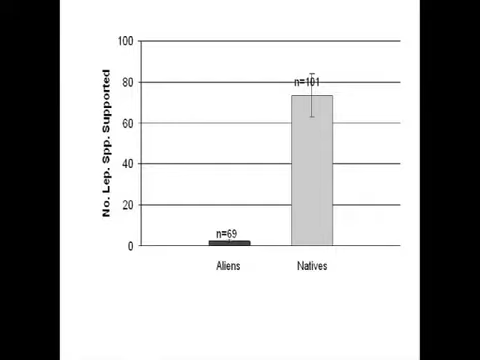 No. Lep. Spp. Supported
100
80
60
40
20
0
n=69
n=101
Aliens
Natives